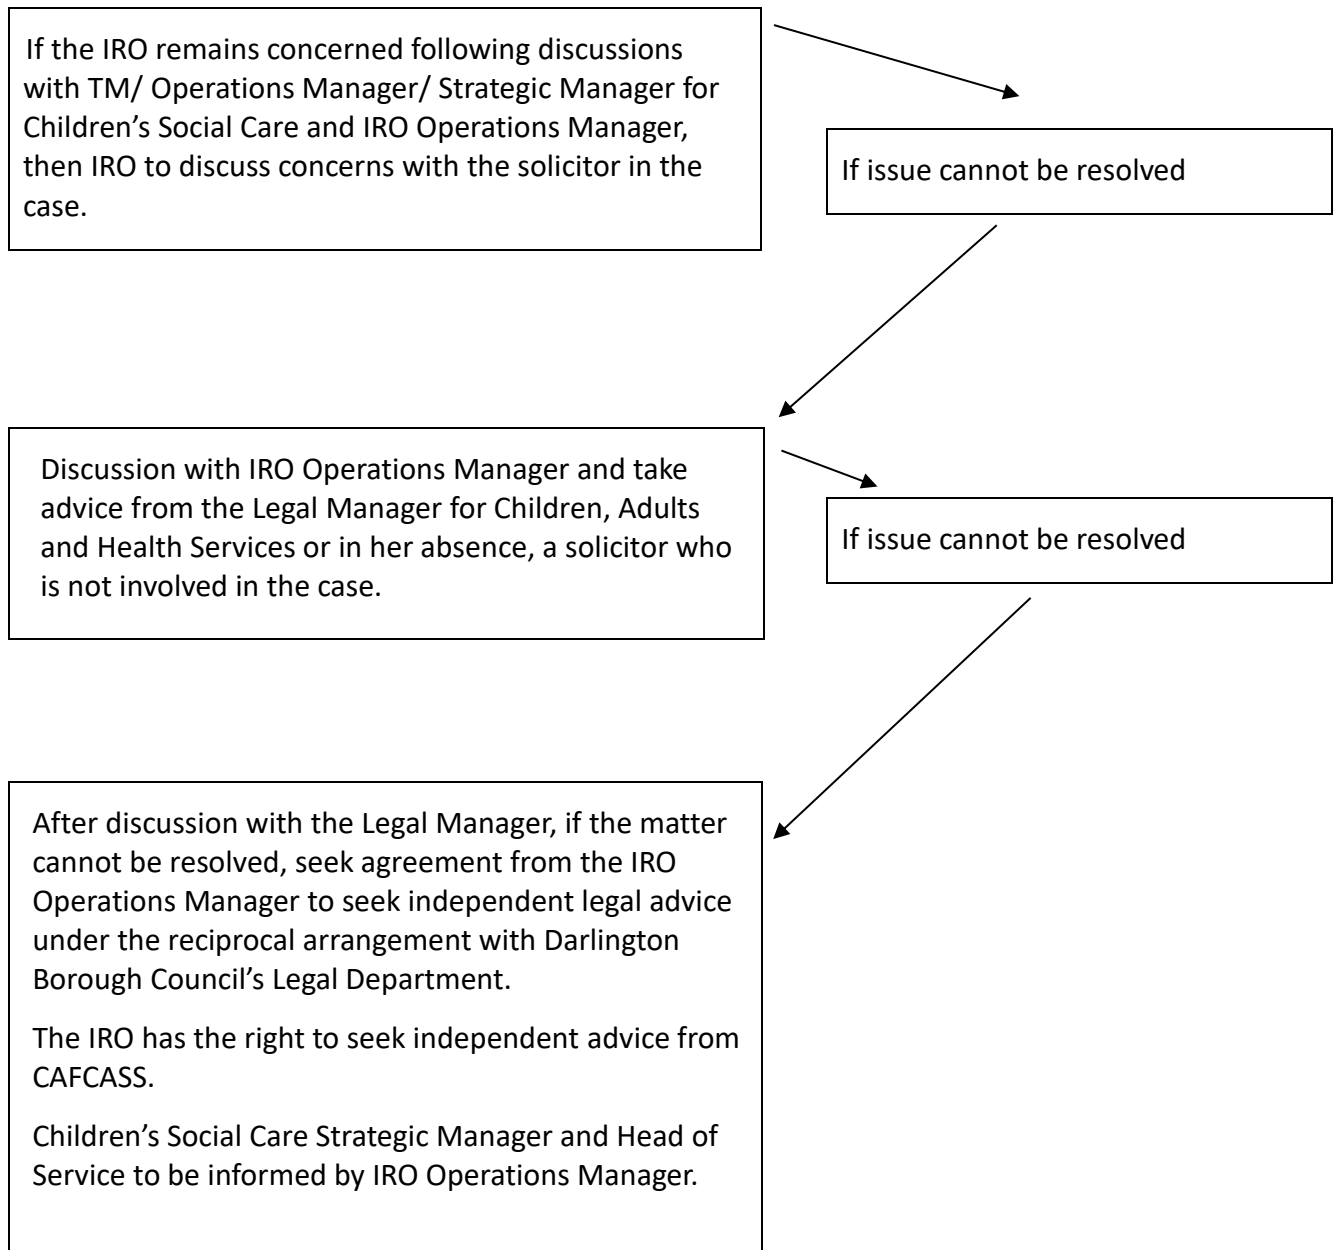 If the IRO remains concerned following discussions
with TM/ Operations Manager/ Strategic Manager for
Children’s Social Care and IRO Operations Manager,
then IRO to discuss concerns with the solicitor in the
case.
If issue cannot be resolved
Discussion with IRO Operations Manager and take
advice from the Legal Manager for Children, Adults
and Health Services or in her absence, a solicitor who
is not involved in the case.
If issue cannot be resolved
After discussion with the Legal Manager, if the matter
cannot be resolved, seek agreement from the IRO
Operations Manager to seek independent legal advice
under the reciprocal arrangement with Darlington
Borough Council’s Legal Department.
The IRO has the right to seek independent advice from
CAFCASS.
Children’s Social Care Strategic Manager and Head of
Service to be informed by IRO Operations Manager.